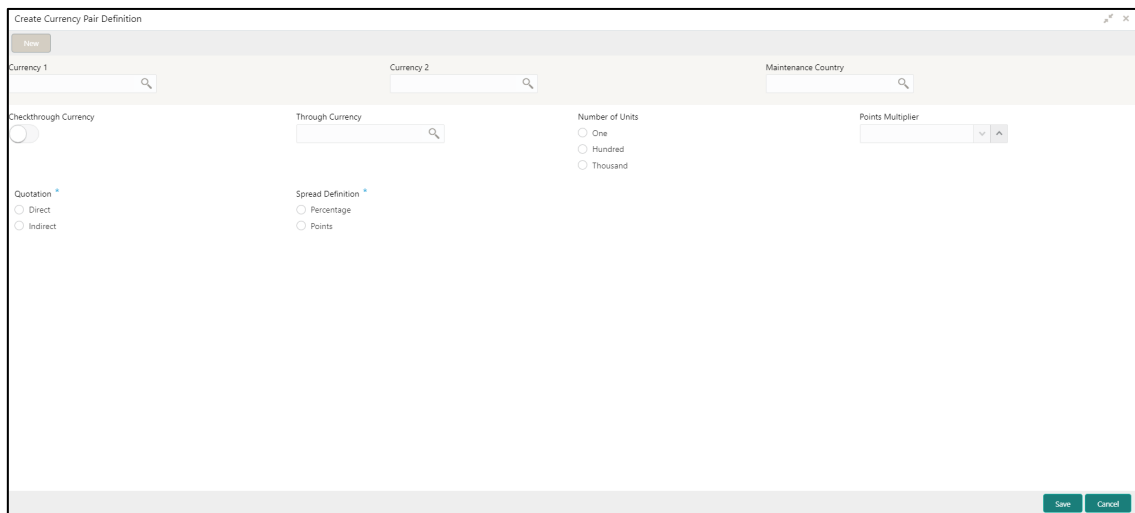 Create Currency Pair Definition
New
Currency 1
Currency 2
Maintenance Country
Checkthrough Currency
Through Currency
Number of Units
Points Multiplier
One
Hundred
Thousand
Quotation *
Spread Definition *
Direct
Percentage
Indirect
Points
Save
Cancel